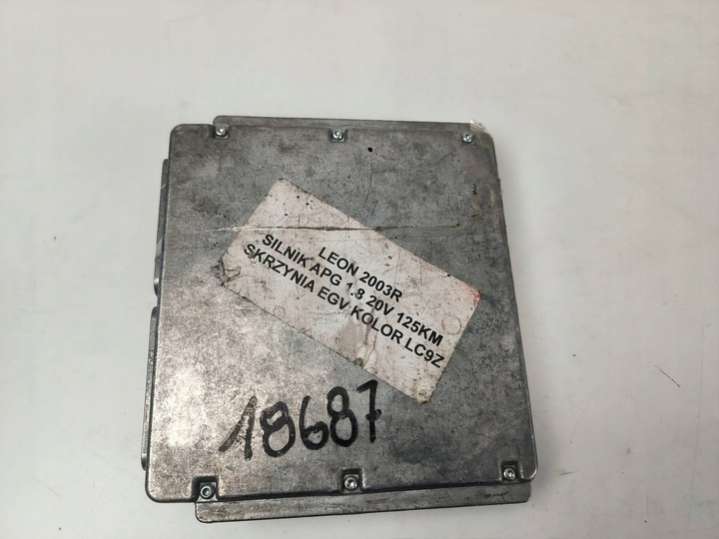 LEON 2003R
SILNIK APG 1.8 20V 125KM
SKRZYNIA EGV KOLOR LC9Z
18687